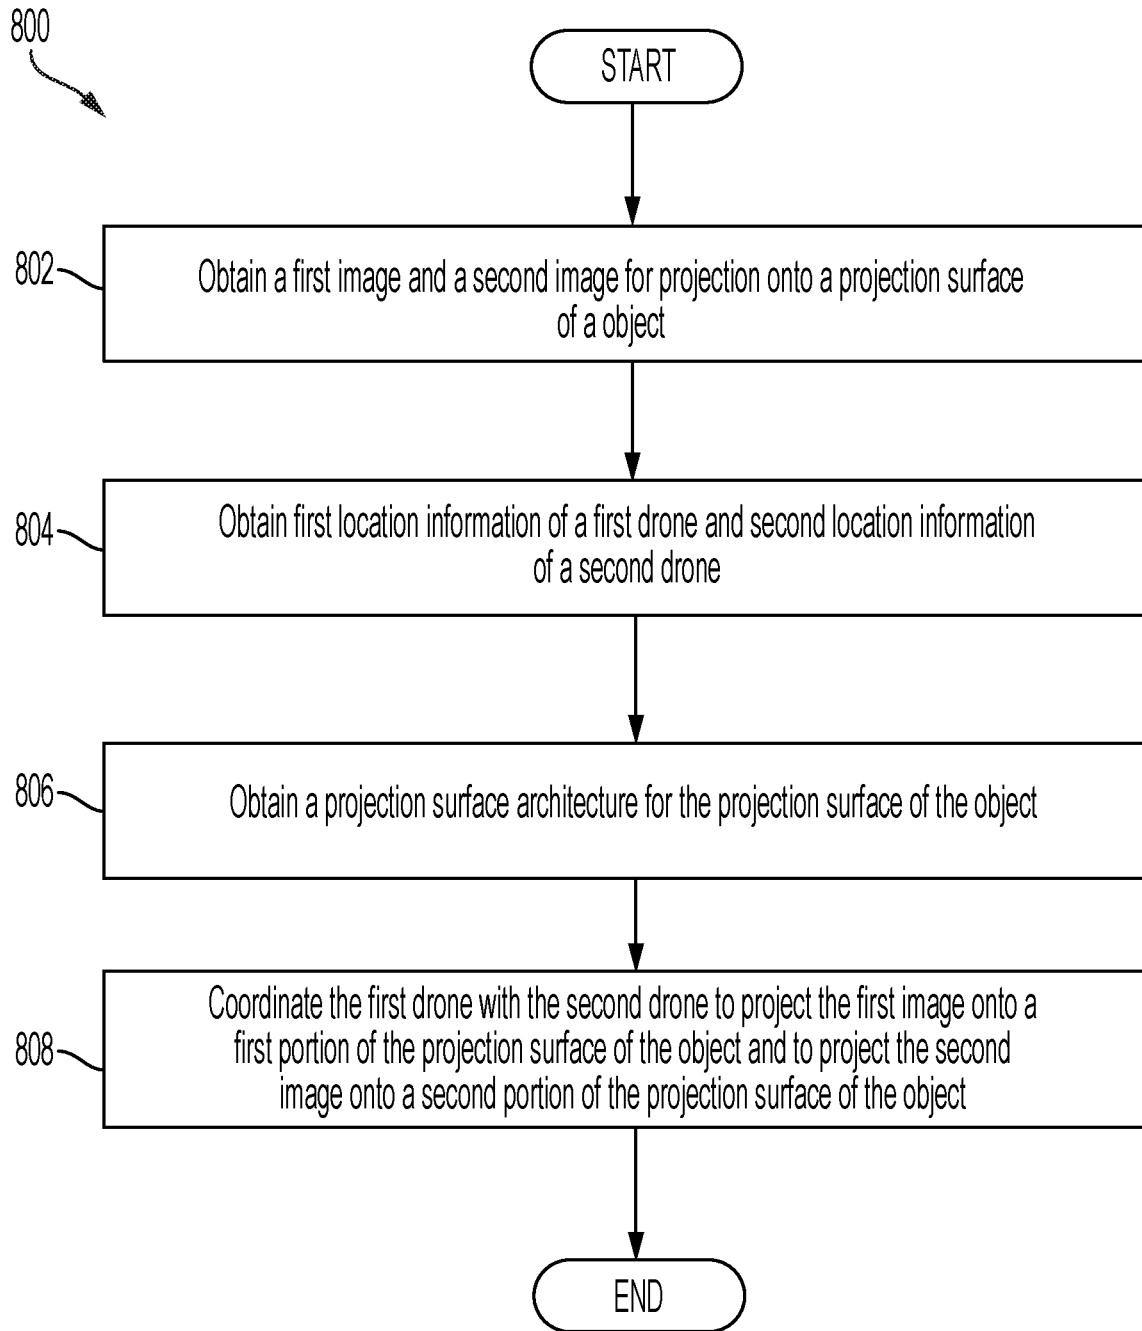 800
START
802
Obtain a first image and a second image for projection onto a projection surface
of a object
804
Obtain first location information of a first drone and second location information
of a second drone
806
Obtain a projection surface architecture for the projection surface of the object
808
Coordinate the first drone with the second drone to project the first image onto a
first portion of the projection surface of the object and to project the second
image onto a second portion of the projection surface of the object
END